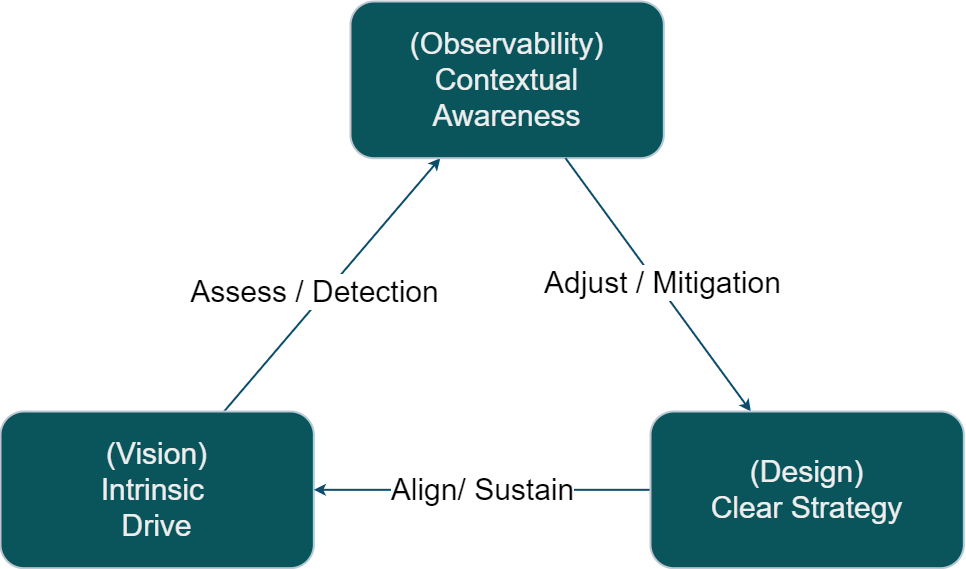 (Observability)
Contextual
Awareness
Assess / Detection
Adjust / Mitigation
(Vision)
Intrinsic
Drive
Align/ Sustain
(Design)
Clear Strategy